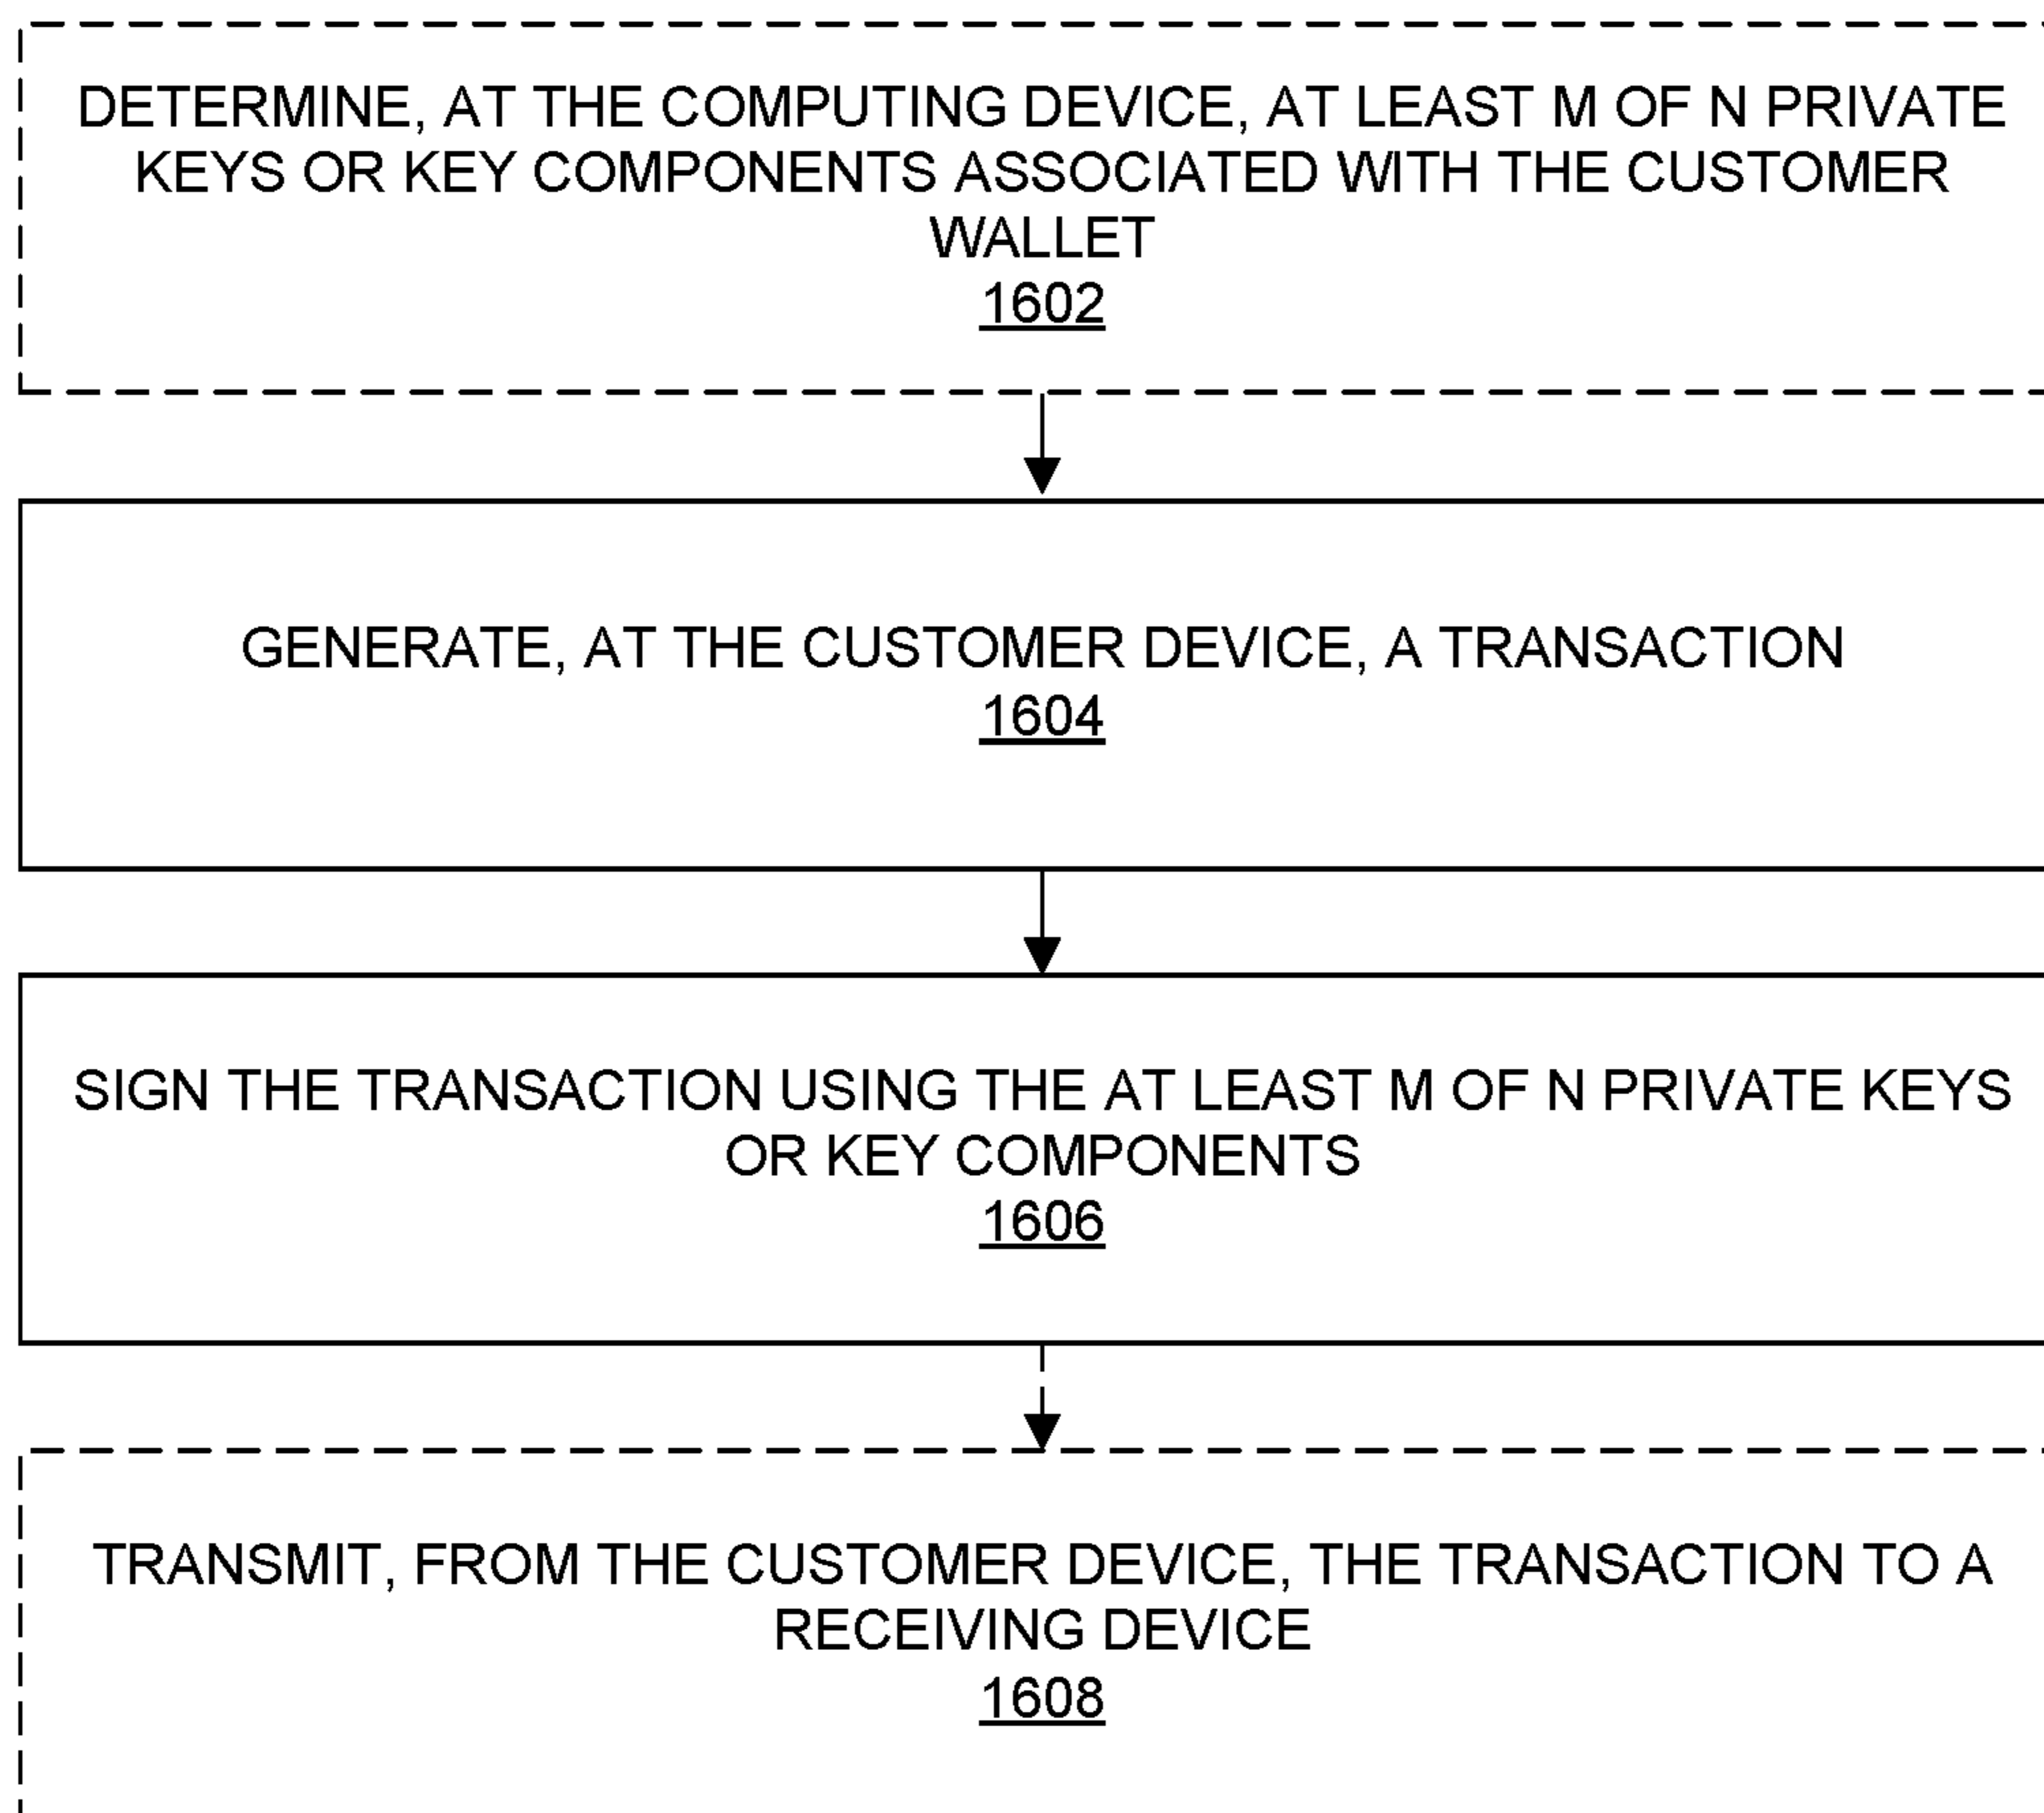 DETERMINE, AT THE COMPUTING DEVICE, AT LEAST M OF N PRIVATE
KEYS OR KEY COMPONENTS ASSOCIATED WITH THE CUSTOMER
WALLET
1602
GENERATE, AT THE CUSTOMER DEVICE, A TRANSACTION
1604
SIGN THE TRANSACTION USING THE AT LEAST M OF N PRIVATE KEYS
OR KEY COMPONENTS
1606
TRANSMIT, FROM THE CUSTOMER DEVICE, THE TRANSACTION TO A
RECEIVING DEVICE
1608